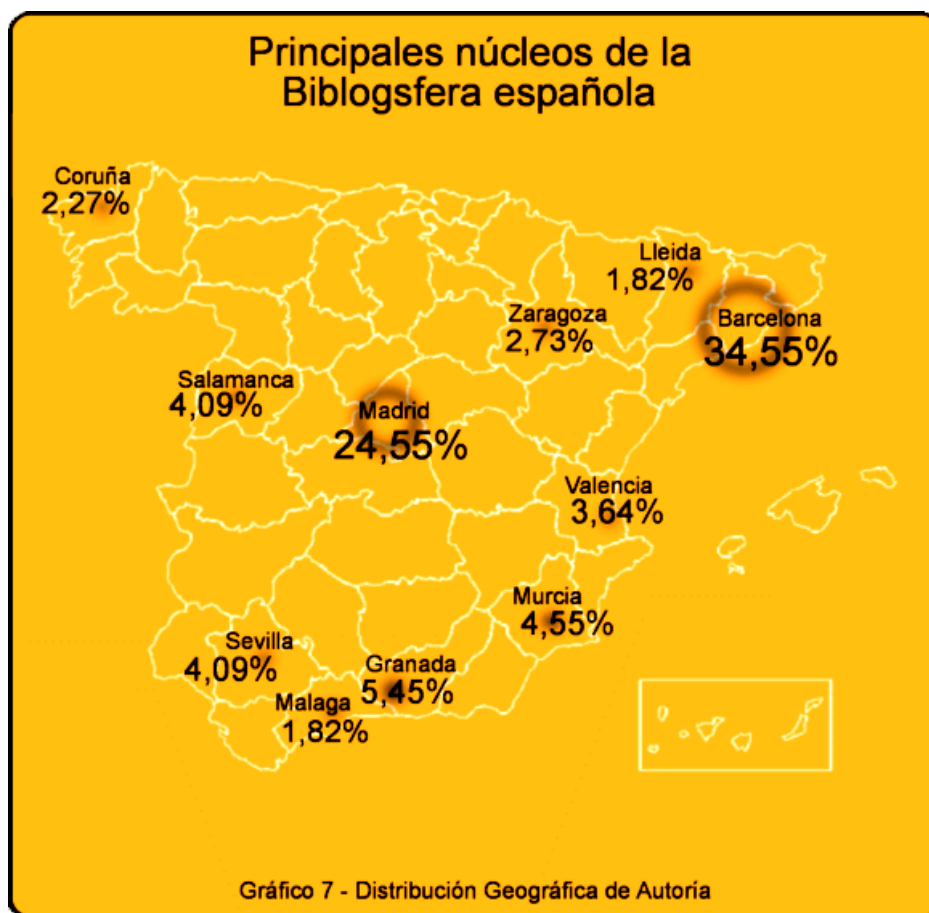 Principales núcleos de la
Biblogsfera española
Coruña
2,27%
Lleida
1,82%
Zaragoza
2,73%
Barcelona
34,55%
Salamanca
4,09%
Madrid
24,55%
Valencia
3,64%
Murcia
4,55%
Sevilla
4,09%
Granada
5,45%
Malaga
1,82%
Gráfico 7 - Distribución Geográfica de Autoría